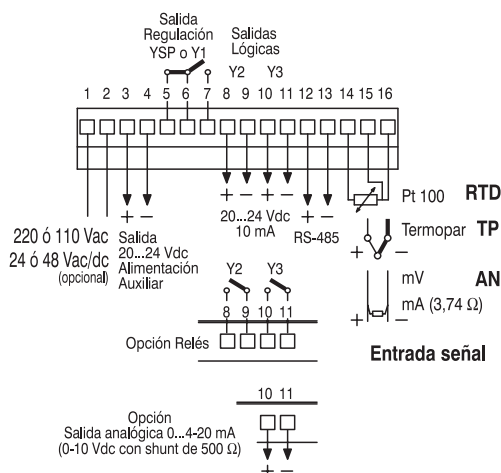 Salida
Regulación
YSP o Y1
Salidas
Lógicas
Y2 Y3
1 2 3 4 5 6 7 8 9 10 11 12 13 14 15 16
+ −
+ − + −
+ −
220 ó 110 Vac
24 ó 48 Vac/dc
(opcional)
Salida
20...24 Vdc
Alimentación
Auxiliar
20...24 Vdc
10 mA
RS-485
Pt 100 RTD
Termopar TP
+ −
mV AN
mA (3,74 Ω)
+ −
Entrada señal
Y2 Y3
8 9 10 11
Opción Relés
10 11
Opción
Salida analógica 0...4-20 mA
(0-10 Vdc con shunt de 500 Ω)
+ −